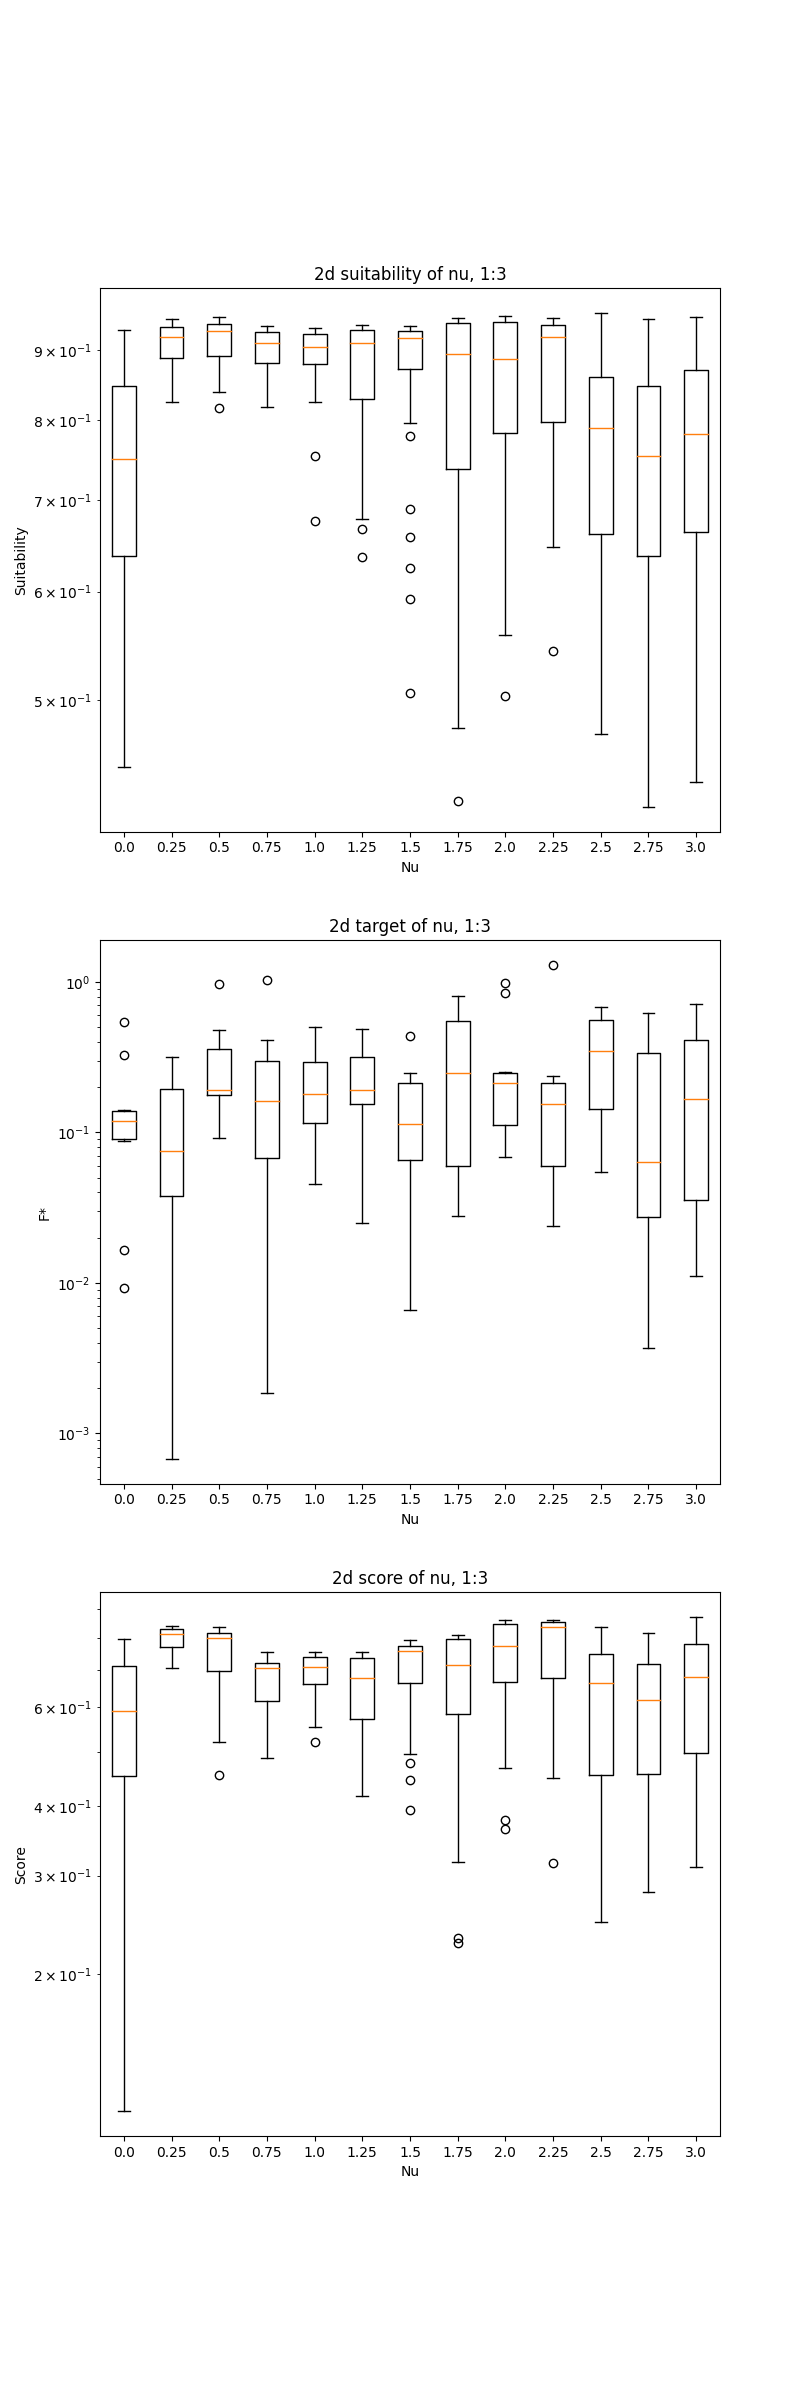 2d suitability of nu, 1:3
9 × 10⁻¹
8 × 10⁻¹
7 × 10⁻¹
6 × 10⁻¹
5 × 10⁻¹
Suitability
0.0 0.25 0.5 0.75 1.0 1.25 1.5 1.75 2.0 2.25 2.5 2.75 3.0
Nu
2d target of nu, 1:3
10⁰
10⁻¹
10⁻²
10⁻³
F*
0.0 0.25 0.5 0.75 1.0 1.25 1.5 1.75 2.0 2.25 2.5 2.75 3.0
Nu
2d score of nu, 1:3
6 × 10⁻¹
4 × 10⁻¹
3 × 10⁻¹
2 × 10⁻¹
Score
0.0 0.25 0.5 0.75 1.0 1.25 1.5 1.75 2.0 2.25 2.5 2.75 3.0
Nu